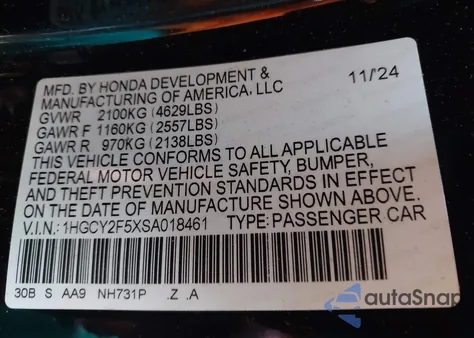 MFD. BY HONDA DEVELOPMENT & 11/'24
MANUFACTURING OF AMERICA, LLC
GVWR 2100KG (4629LBS)
GAWR F 1160KG (2557LBS)
GAWR R 970KG (2138LBS)
THIS VEHICLE CONFORMS TO ALL APPLICABLE
FEDERAL MOTOR VEHICLE SAFETY, BUMPER,
AND THEFT PREVENTION STANDARDS IN EFFECT
ON THE DATE OF MANUFACTURE SHOWN ABOVE.
V.I.N.: 1HGCY2F5XSA018461 TYPE: PASSENGER CAR
30B S AA9 NH731P .Z .A
autoSnap